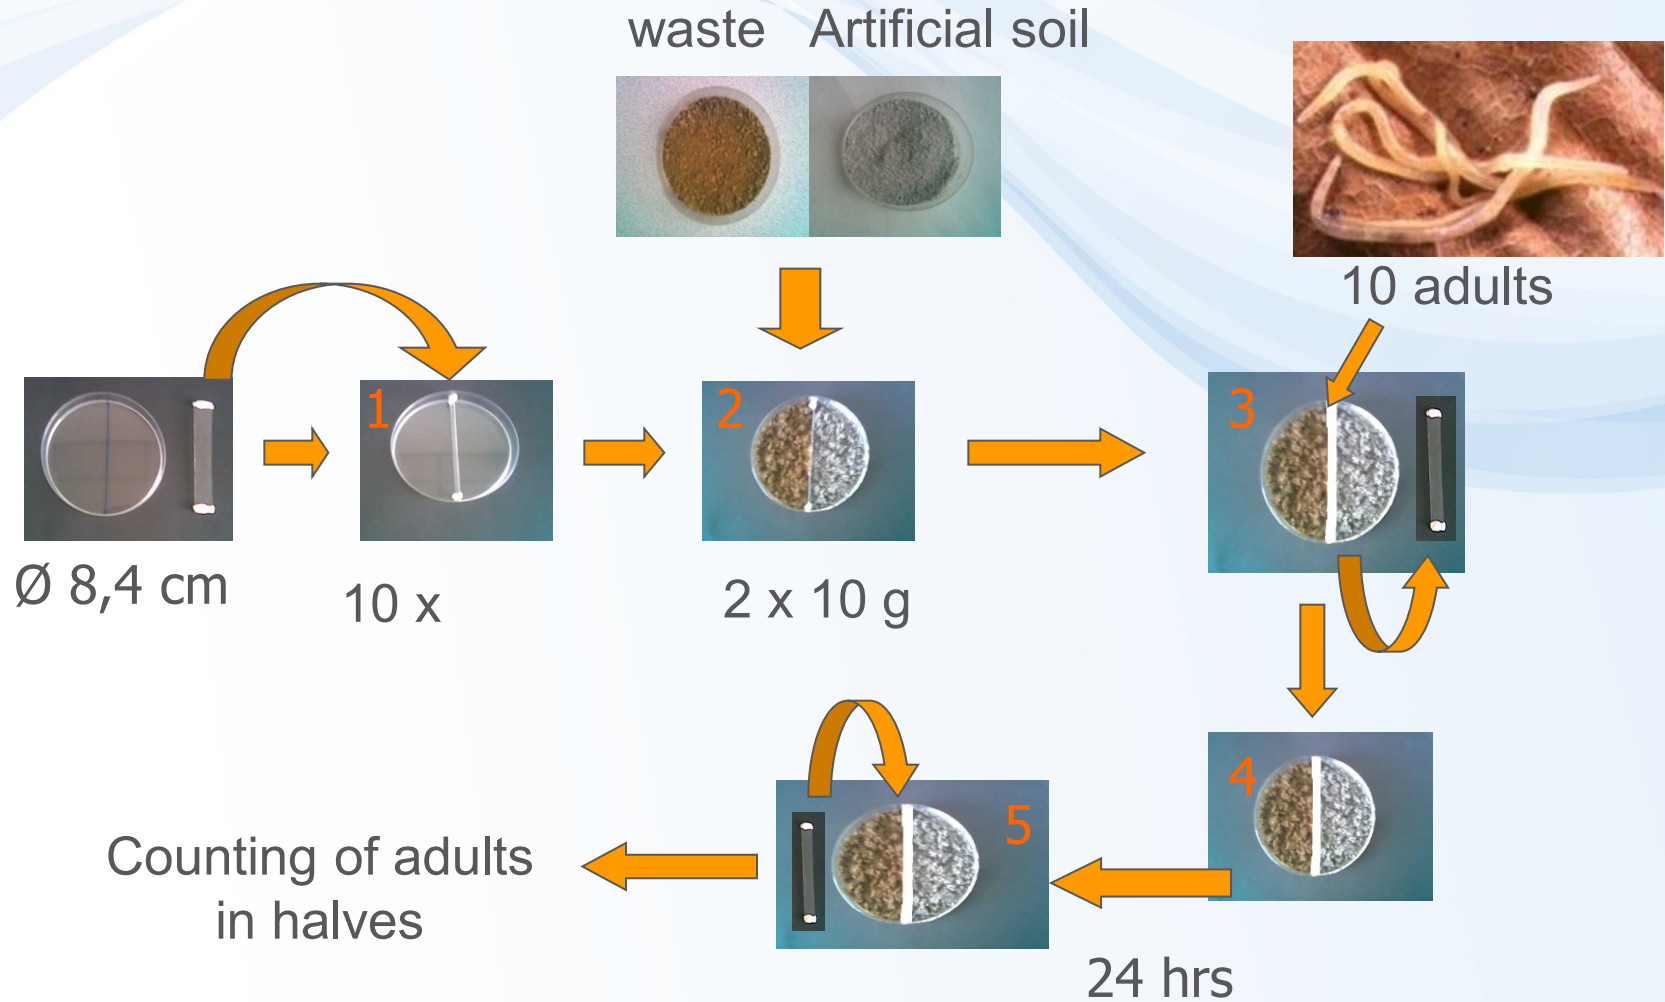 waste Artificial soil
10 adults
1
2
3
Ø 8,4 cm
10 x
2 x 10 g
4
5
Counting of adults
in halves
24 hrs